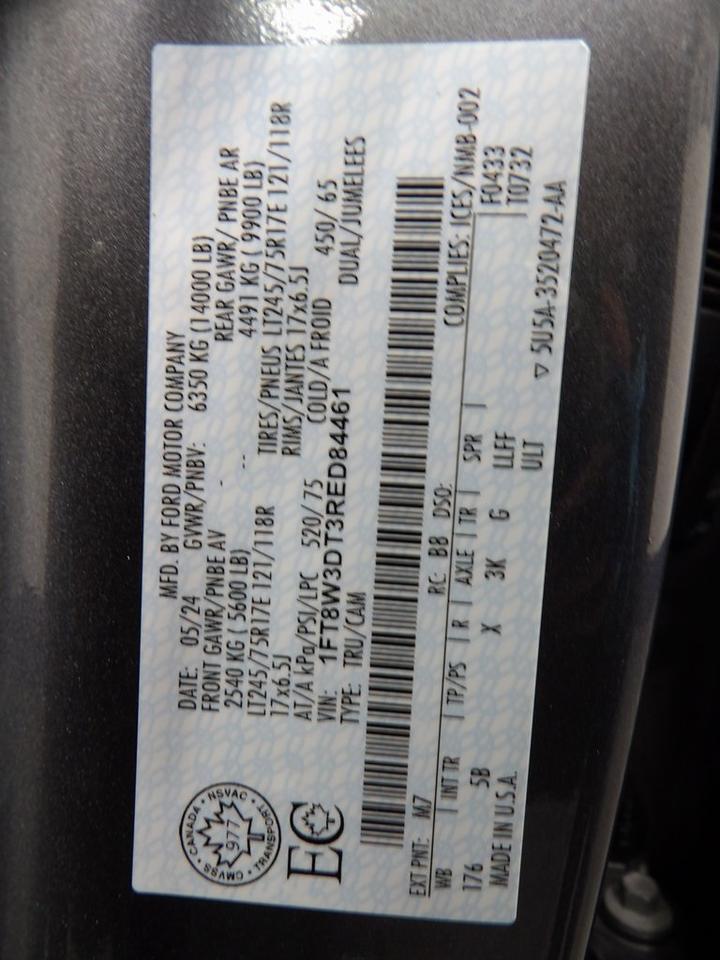 MFD. BY FORD MOTOR COMPANY
DATE: 05/24 GVWR/PNBV: 6350 KG (14000 LB)
FRONT GAWR/PNBE AV - REAR GAWR/ PNBE AR
2540 KG ( 5600 LB) -- 4491 KG ( 9900 LB)
LT245/75R17E 121/118R TIRES/PNEUS LT245/75R17E 121/118R
17x6.5J RIMS/JANTES 17x6.5J
AT/A kPa/PSI/LPC 520/75 COLD/A FROID 450/ 65
VIN: 1FT8W3DT3RED84461 DUAL/JUMELEES
TYPE: TRU/CAM
CMVSS • CANADA • NSVAC • TRANSPORT
977
EC
EXT PNT: M7 RC: B8 DSO: COMPLIES: ICES/NMB-002
WB | INT TR | TP/PS | R | AXLE | TR | SPR | F0433
176 5B X 3K G LLFF T0732
MADE IN U.S.A. ULT
▽ 5U5A-3520472-AA